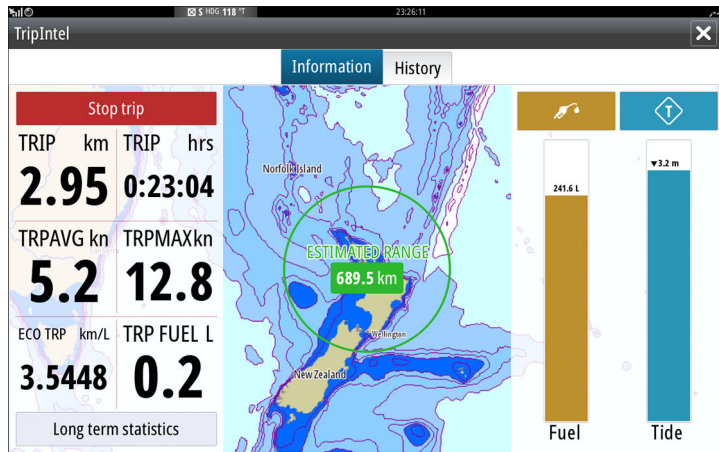 S HDG 118 °T
23:26:11
TripIntel
Information
History
Stop trip
TRIP km
2.95
TRIP hrs
0:23:04
TRPAVG kn
5.2
TRPMAX kn
12.8
ECO TRP km/L
3.5448
TRP FUEL L
0.2
Long term statistics
Norfolk Island
ESTIMATED RANGE
689.5 km
Wellington
New Zealand
T
241.6 L
▼3.2 m
Fuel
Tide